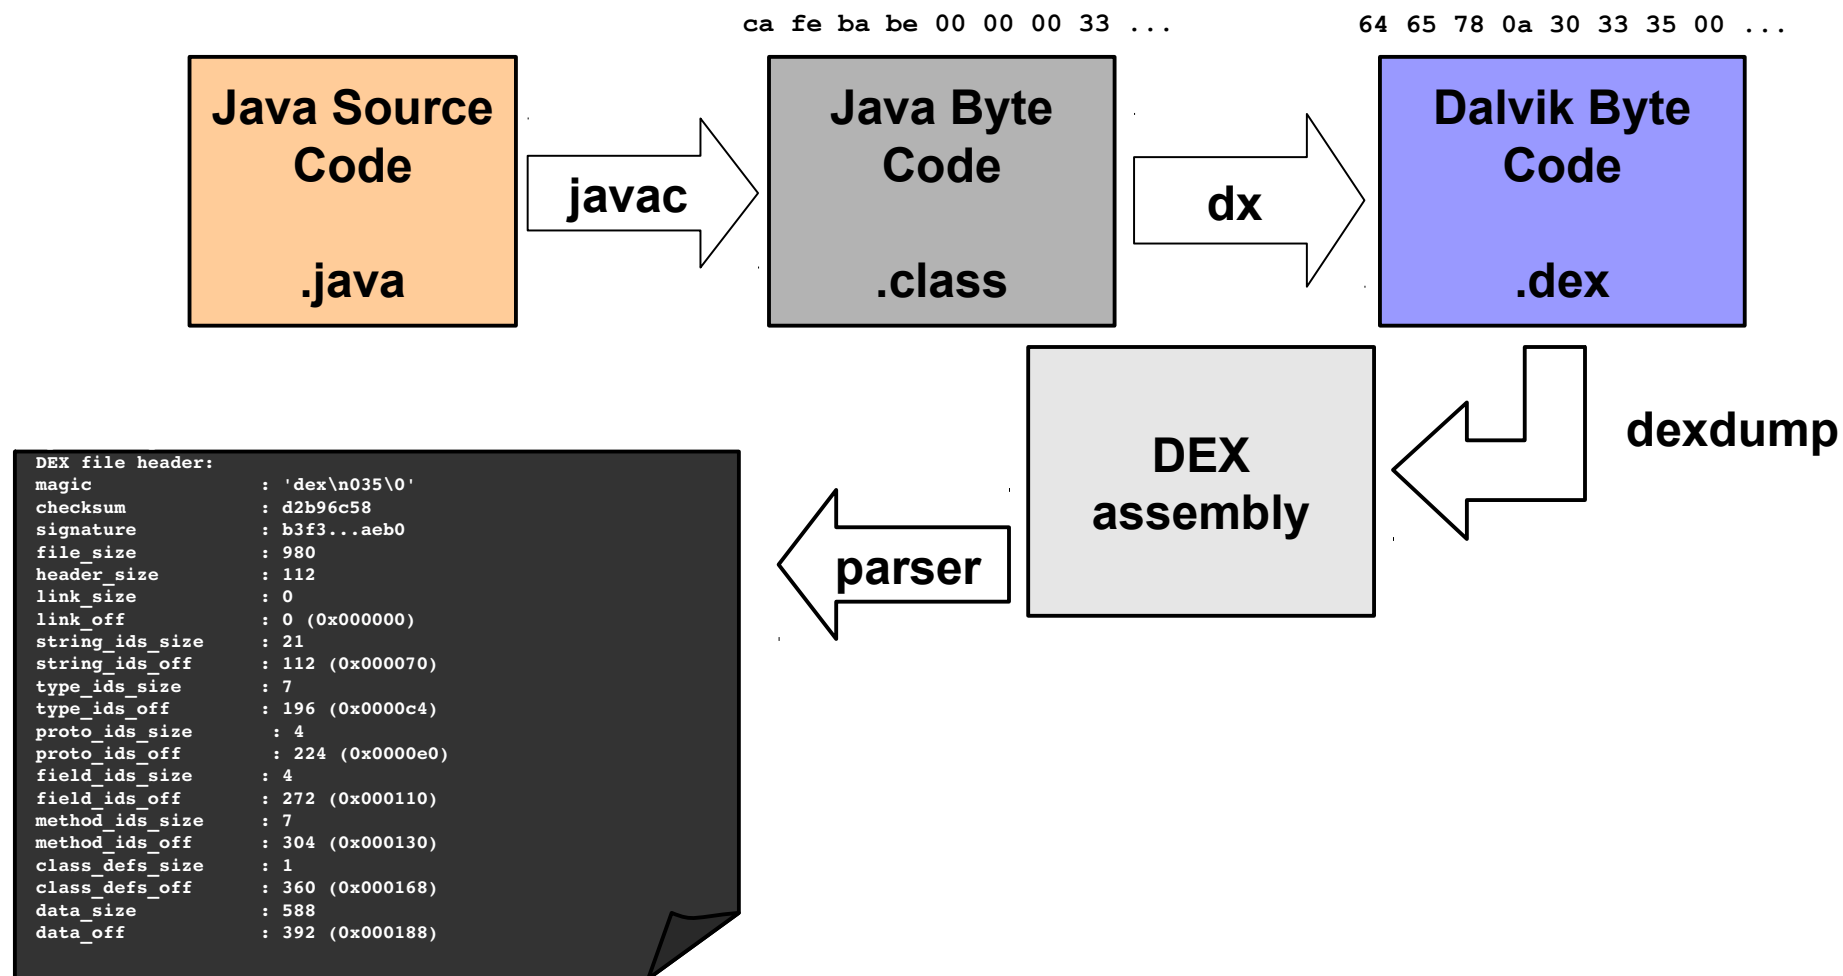 ca fe ba be 00 00 00 33 ...
64 65 78 0a 30 33 35 00 ...
Java Source
Code
.java
javac
Java Byte
Code
.class
dx
Dalvik Byte
Code
.dex
dexdump
DEX
assembly
parser
DEX file header:
magic : 'dex\n035\0'
checksum : d2b96c58
signature : b3f3...aeb0
file_size : 980
header_size : 112
link_size : 0
link_off : 0 (0x000000)
string_ids_size : 21
string_ids_off : 112 (0x000070)
type_ids_size : 7
type_ids_off : 196 (0x0000c4)
proto_ids_size : 4
proto_ids_off : 224 (0x0000e0)
field_ids_size : 4
field_ids_off : 272 (0x000110)
method_ids_size : 7
method_ids_off : 304 (0x000130)
class_defs_size : 1
class_defs_off : 360 (0x000168)
data_size : 588
data_off : 392 (0x000188)